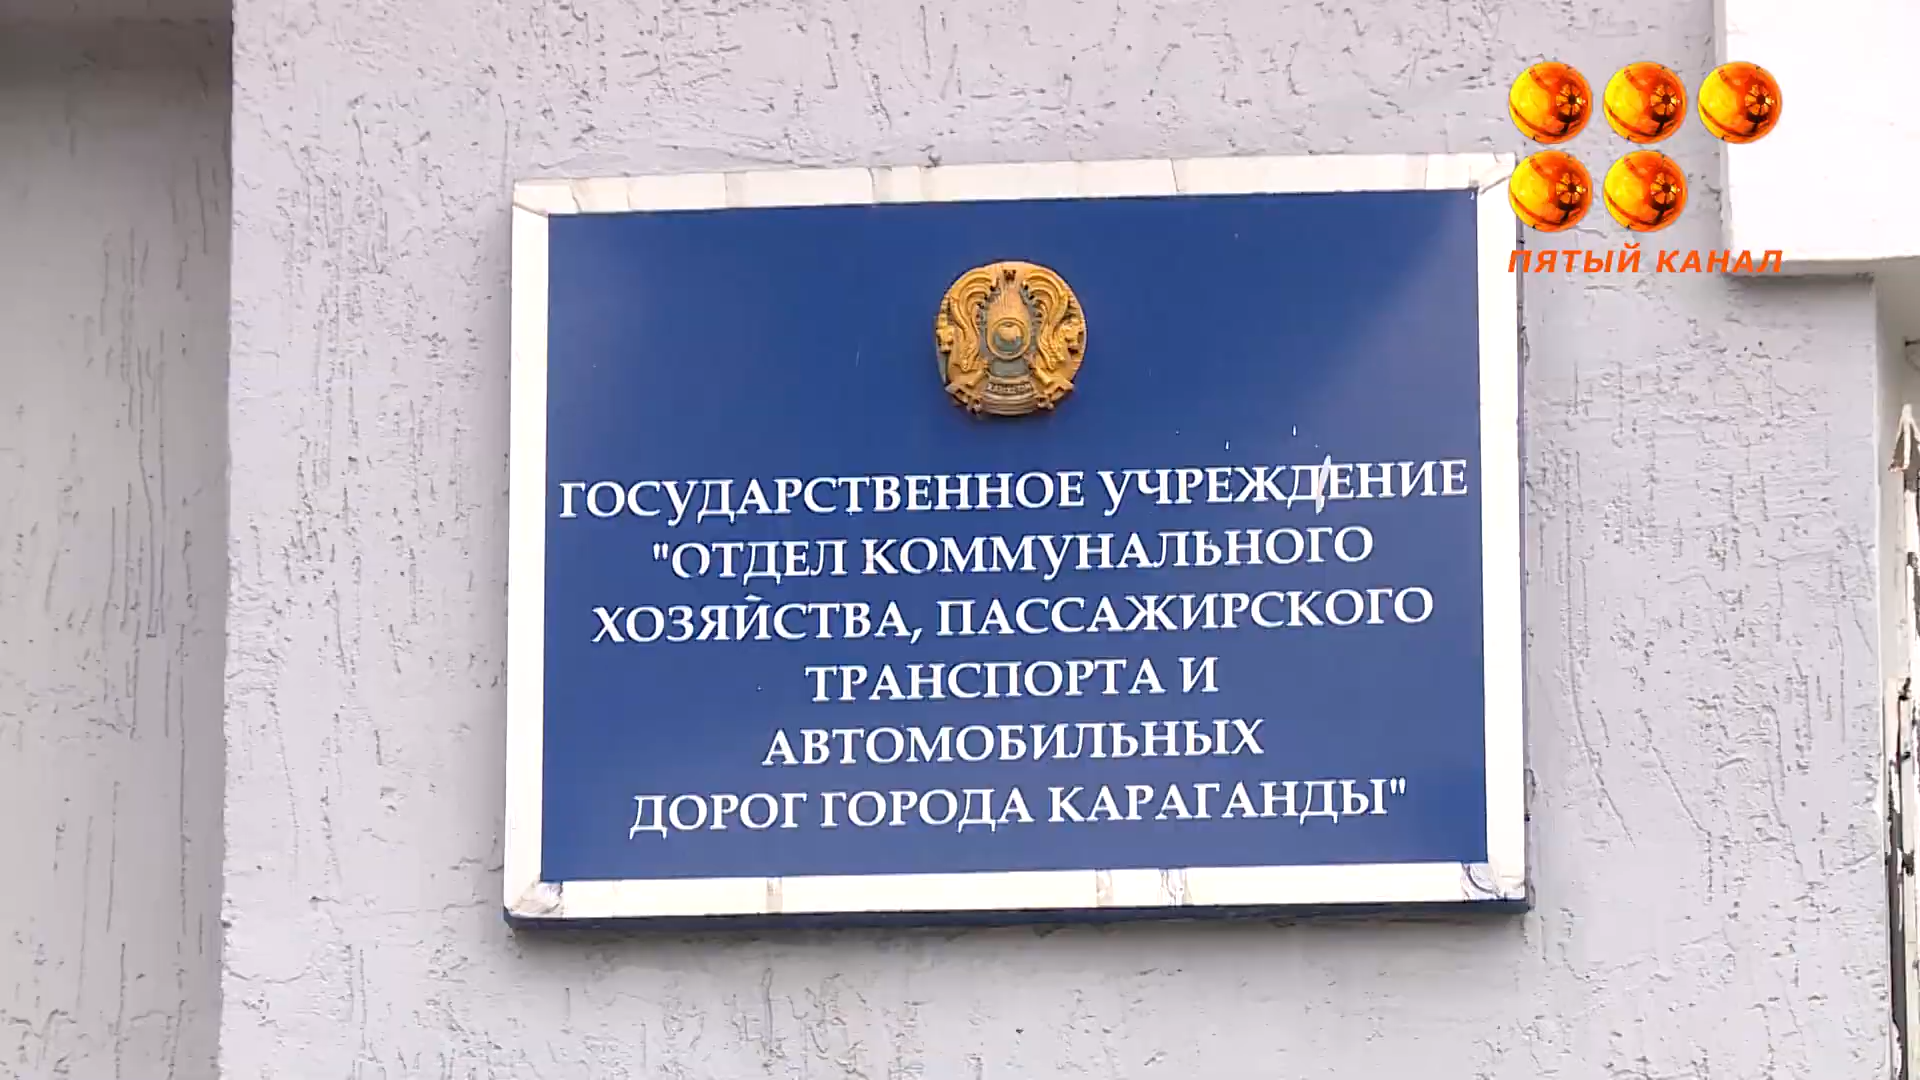 ПЯТЫЙ КАНАЛ
ГОСУДАРСТВЕННОЕ УЧРЕЖДЕНИЕ
"ОТДЕЛ КОММУНАЛЬНОГО
ХОЗЯЙСТВА, ПАССАЖИРСКОГО
ТРАНСПОРТА И
АВТОМОБИЛЬНЫХ
ДОРОГ ГОРОДА КАРАГАНДЫ"